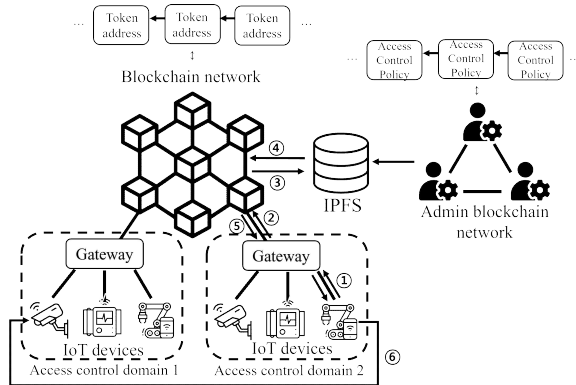 Token
address
Token
address
Token
address
...
...
Access
Control
Policy
Access
Control
Policy
Access
Control
Policy
...
...
Blockchain network
④
③
IPFS
Admin blockchain
network
⑤
②
Gateway
Gateway
①
IoT devices
IoT devices
⑥
Access control domain 1
Access control domain 2